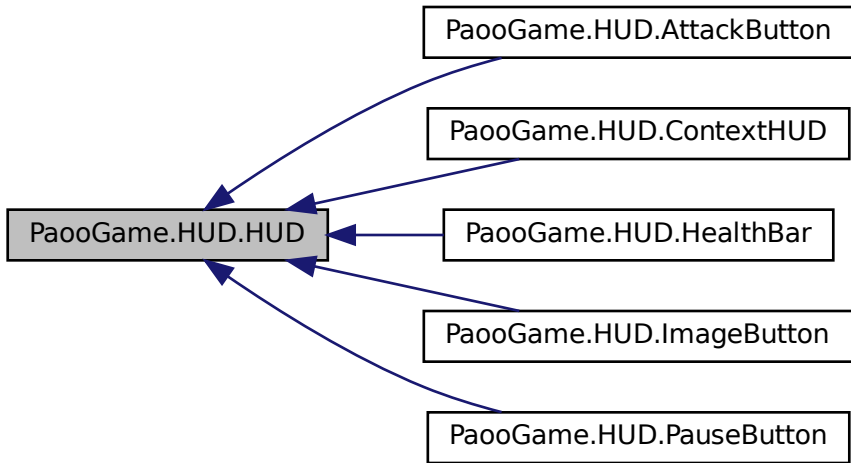 PaooGame.HUD.AttackButton
PaooGame.HUD.ContextHUD
PaooGame.HUD.HUD
PaooGame.HUD.HealthBar
PaooGame.HUD.ImageButton
PaooGame.HUD.PauseButton